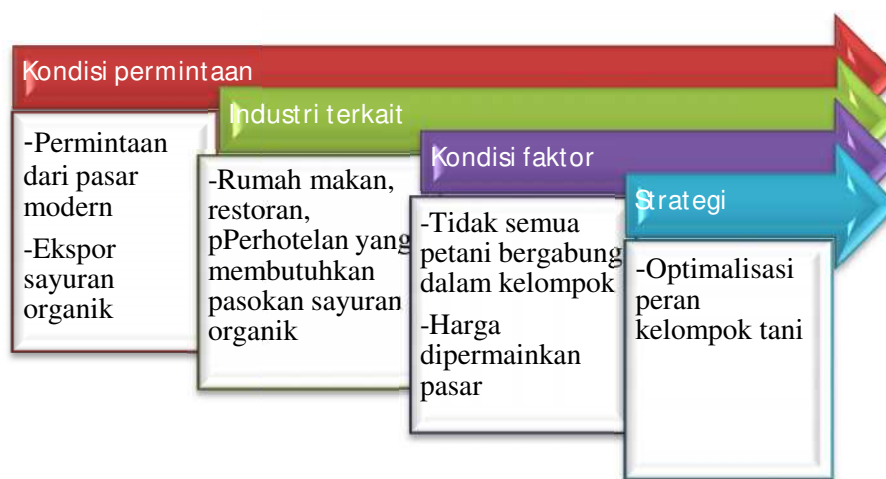 Kondisi permintaan
-Permintaan
dari pasar
modern
-Ekspor
sayuran
organik
Industri terkait
-Rumah makan,
restoran,
pPerhotelan yang
membutuhkan
pasokan sayuran
organik
Kondisi faktor
-Tidak semua
petani bergabung
dalam kelompok
-Harga
dipermainkan
pasar
Strategi
-Optimalisasi
peran
kelompok tani